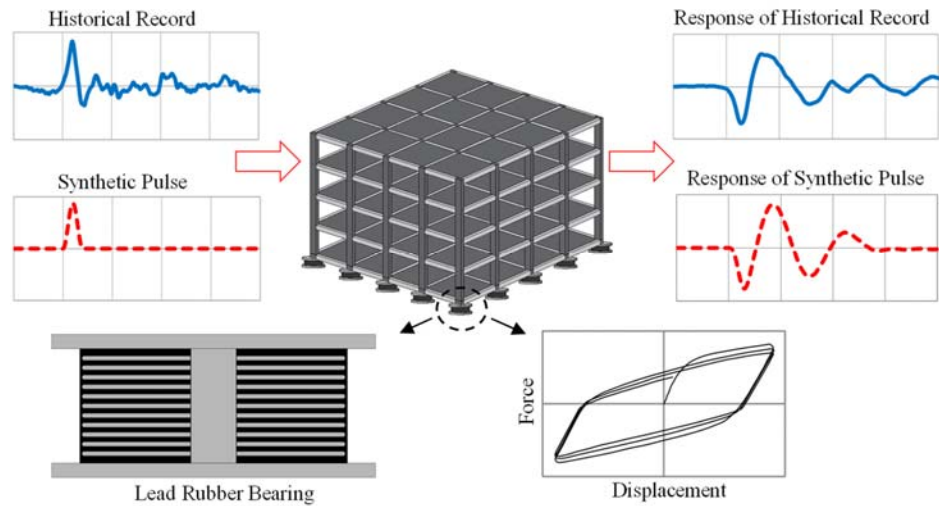 Historical Record
Response of Historical Record
Synthetic Pulse
Response of Synthetic Pulse
Lead Rubber Bearing
Force
Displacement